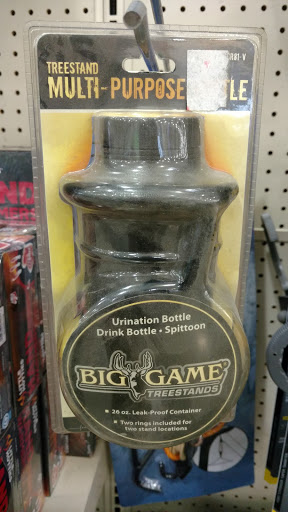 TREESTAND
MULTI-PURPOSE
Urination Bottle
Drink Bottle • Spittoon
BIG GAME
TREESTANDS
■ 26 oz. Leak-Proof Container
■ Two rings included for
two stand locations